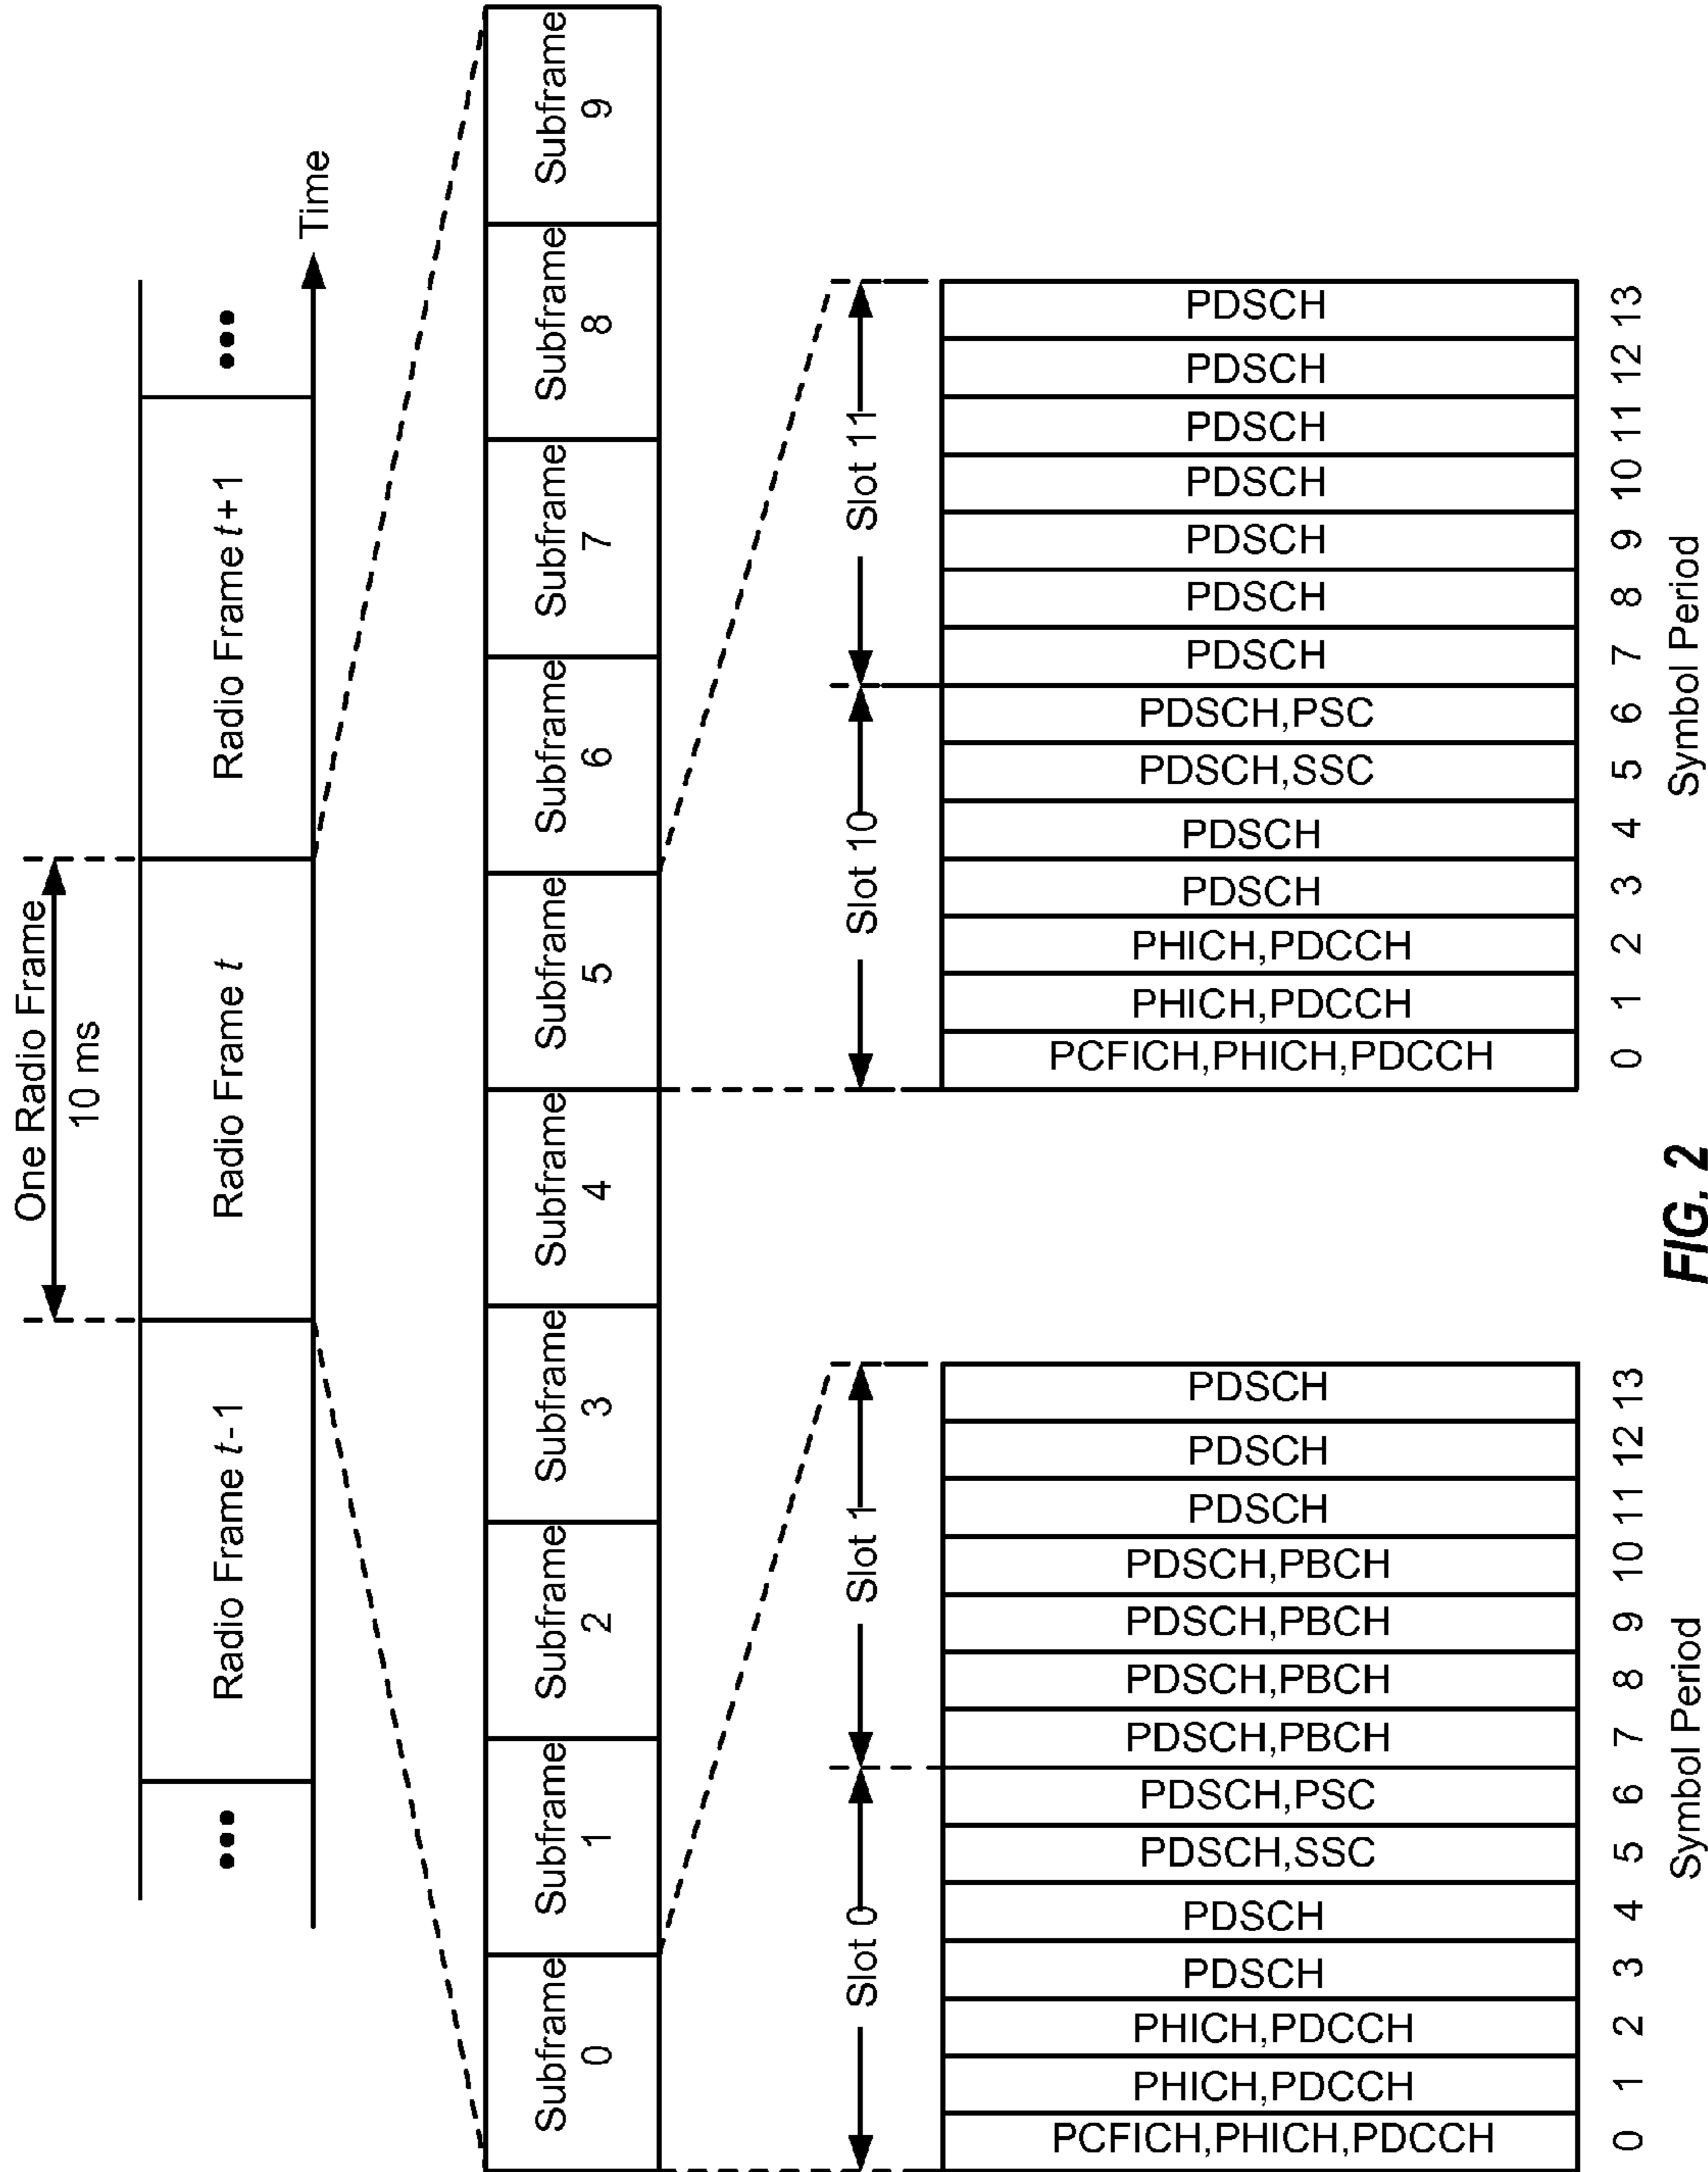 One Radio Frame
10 ms
••• Radio Frame t-1 Radio Frame t Radio Frame t+1 •••
Time
Subframe 0 Subframe 1 Subframe 2 Subframe 3 Subframe 4 Subframe 5 Subframe 6 Subframe 7 Subframe 8 Subframe 9
Slot 0 Slot 1
PCFICH,PHICH,PDCCH
PHICH,PDCCH
PHICH,PDCCH
PDSCH
PDSCH
PDSCH,SSC
PDSCH,PSC
PDSCH,PBCH
PDSCH,PBCH
PDSCH,PBCH
PDSCH,PBCH
PDSCH
PDSCH
PDSCH
0 1 2 3 4 5 6 7 8 9 10 11 12 13
Symbol Period
Slot 10 Slot 11
PCFICH,PHICH,PDCCH
PHICH,PDCCH
PHICH,PDCCH
PDSCH
PDSCH
PDSCH,SSC
PDSCH,PSC
PDSCH
PDSCH
PDSCH
PDSCH
PDSCH
PDSCH
PDSCH
0 1 2 3 4 5 6 7 8 9 10 11 12 13
Symbol Period
FIG. 2